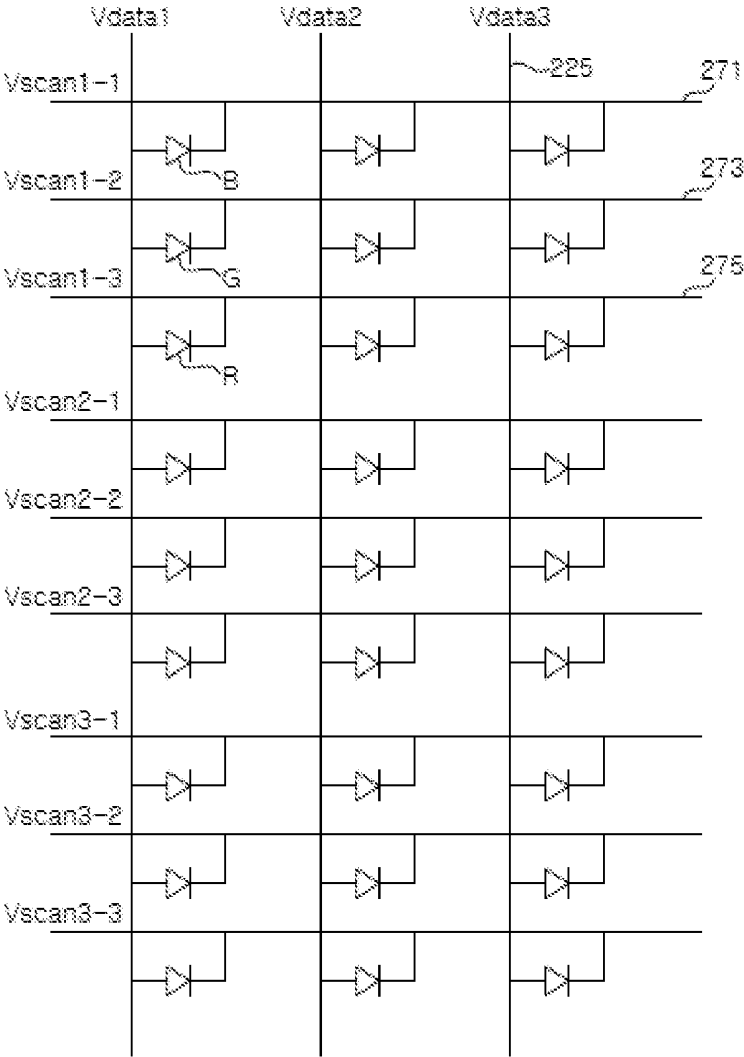 Vdata1 Vdata2 Vdata3
225
271
Vscan1-1
B
273
Vscan1-2
G
275
Vscan1-3
R
Vscan2-1
Vscan2-2
Vscan2-3
Vscan3-1
Vscan3-2
Vscan3-3